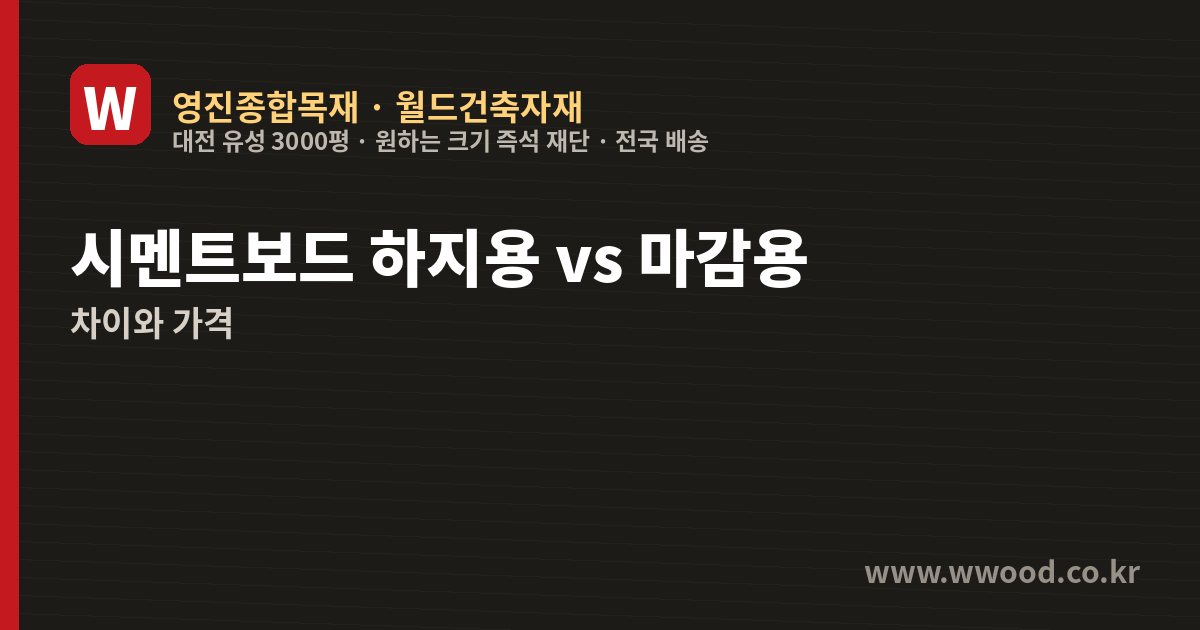 W
영진종합목재 · 월드건축자재
대전 유성 3000평 · 원하는 크기 즉석 재단 · 전국 배송
시멘트보드 하지용 vs 마감용
차이와 가격
www.wwood.co.kr